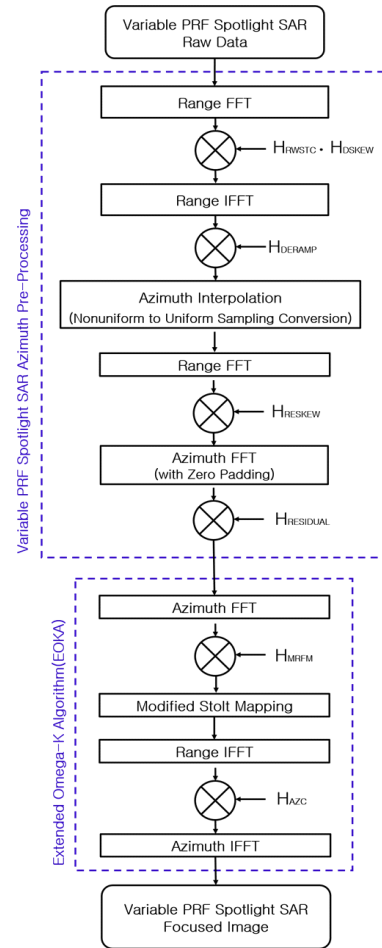 Variable PRF Spotlight SAR
Raw Data
Variable PRF Spotlight SAR Azimuth Pre-Processing
Range FFT
HRWSTC · HDSKEW
Range IFFT
HDERAMP
Azimuth Interpolation
(Nonuniform to Uniform Sampling Conversion)
Range FFT
HRESKEW
Azimuth FFT
(with Zero Padding)
HRESIDUAL
Extended Omega-K Algorithm(EOKA)
Azimuth FFT
HMRFM
Modified Stolt Mapping
Range IFFT
HAZC
Azimuth IFFT
Variable PRF Spotlight SAR
Focused Image